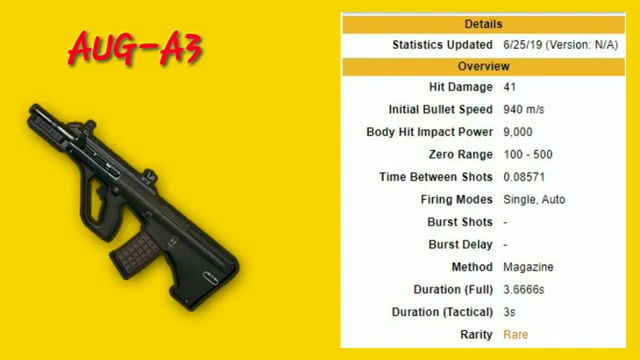 AUG-A3
Details
Statistics Updated 6/25/19 (Version: N/A)
Overview
Hit Damage 41
Initial Bullet Speed 940 m/s
Body Hit Impact Power 9,000
Zero Range 100 - 500
Time Between Shots 0.08571
Firing Modes Single, Auto
Burst Shots -
Burst Delay -
Method Magazine
Duration (Full) 3.6666s
Duration (Tactical) 3s
Rarity Rare